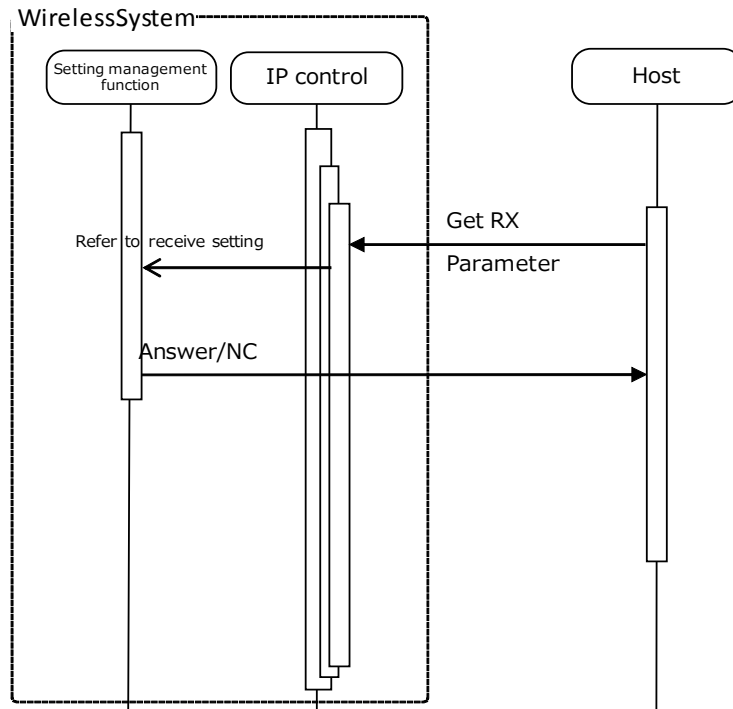 WirelessSystem
Setting management
function
IP control
Host
Get RX
Refer to receive setting
Parameter
Answer/NC